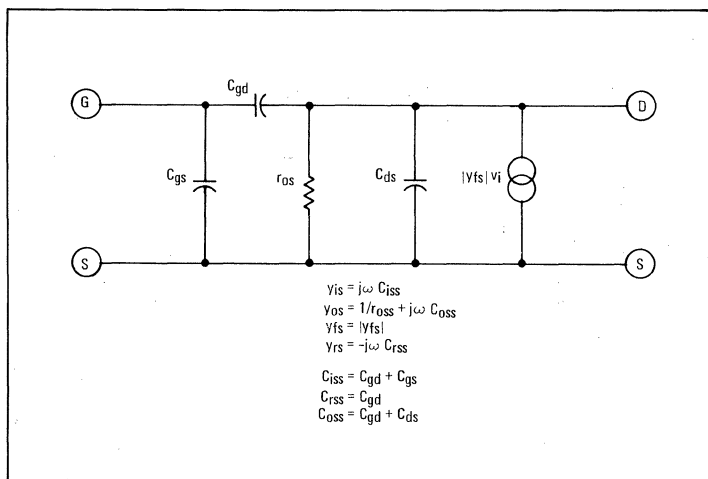 Cgd
G
D
Cgs
ros
Cds
|yfs| vi
S
S
yis = jω Ciss
yos = 1/ross + jω Coss
yfs = |yfs|
yrs = -jω Crss
Ciss = Cgd + Cgs
Crss = Cgd
Coss = Cgd + Cds